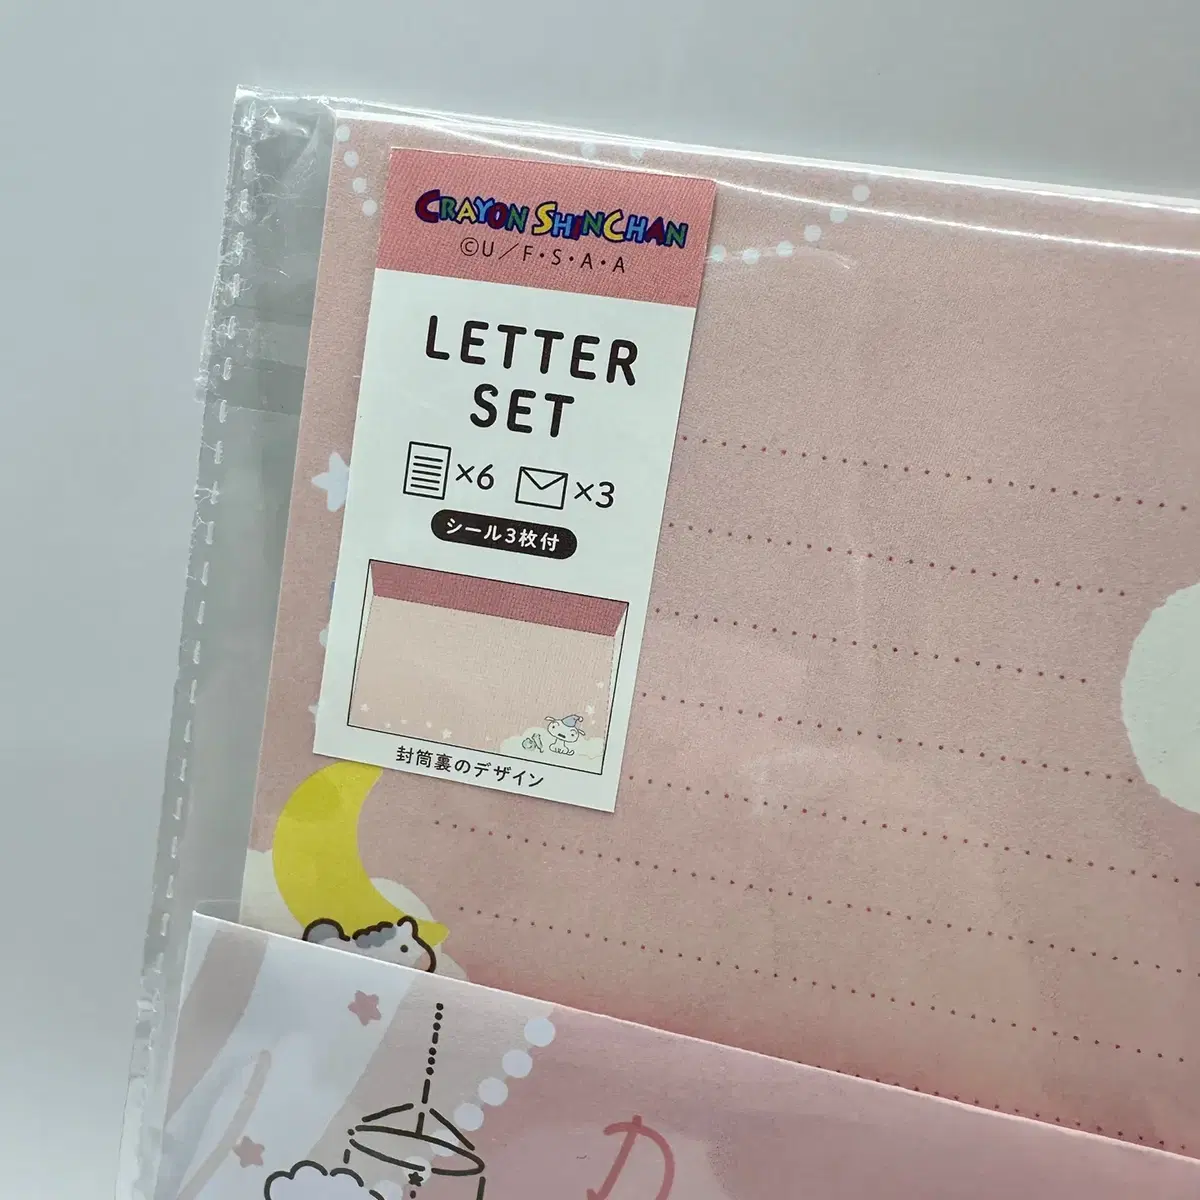 CRAYON SHINCHAN
©U／F・S・A・A
LETTER
SET
×6 ×3
シール3枚付
封筒裏のデザイン